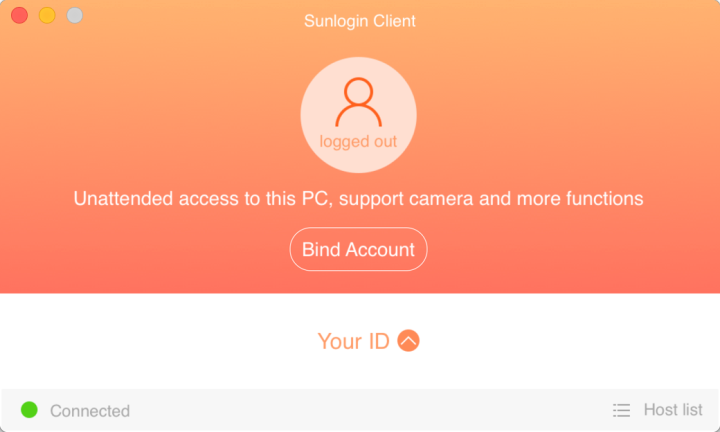 Sunlogin Client
logged out
Unattended access to this PC, support camera and more functions
Bind Account
Your ID
Connected
Host list